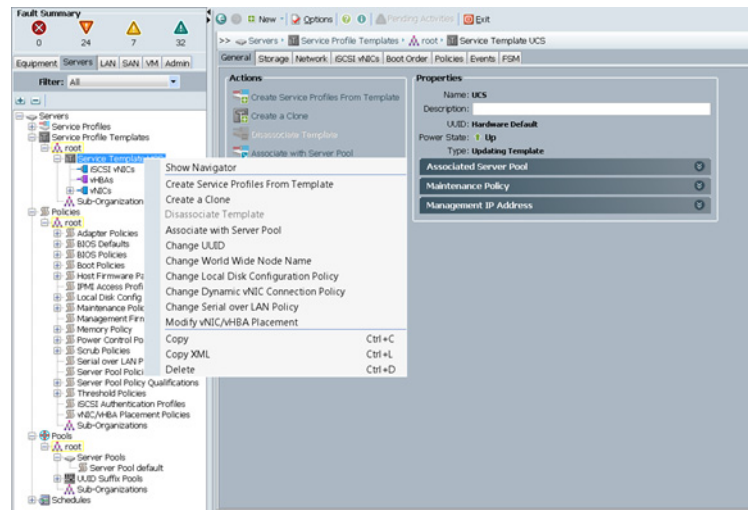 Fault Summary
0 24 7 32
New Options Pending Activities Exit
>> Servers Service Profile Templates root Service Template UCS
Equipment Servers LAN SAN VM Admin
Filter: All
General Storage Network iSCSI vNICs Boot Order Policies Events FSM
Servers
Service Profiles
Service Profile Templates
root
Service Template
iSCSI vNICs
vHBAs
vNICs
Sub-Organization
Policies
root
Adapter Policies
BIOS Defaults
BIOS Policies
Boot Policies
Host Firmware Pa
IPMI Access Profi
Local Disk Config
Maintenance Polic
Management Firm
Memory Policy
Power Control Po
Scrub Policies
Serial over LAN P
Server Pool Polici
Server Pool Policy Qualifications
Threshold Policies
iSCSI Authentication Profiles
vNIC/vHBA Placement Policies
Sub-Organizations
Pools
root
Server Pools
Server Pool default
UUID Suffix Pools
Sub-Organizations
Schedules
Actions
Create Service Profiles From Template
Create a Clone
Disassociate Template
Associate with Server Pool
Show Navigator
Create Service Profiles From Template
Create a Clone
Disassociate Template
Associate with Server Pool
Change UUID
Change World Wide Node Name
Change Local Disk Configuration Policy
Change Dynamic vNIC Connection Policy
Change Serial over LAN Policy
Modify vNIC/vHBA Placement
Copy Ctrl+C
Copy XML Ctrl+L
Delete Ctrl+D
Properties
Name: UCS
Description:
UUID: Hardware Default
Power State: Up
Type: Updating Template
Associated Server Pool
Maintenance Policy
Management IP Address